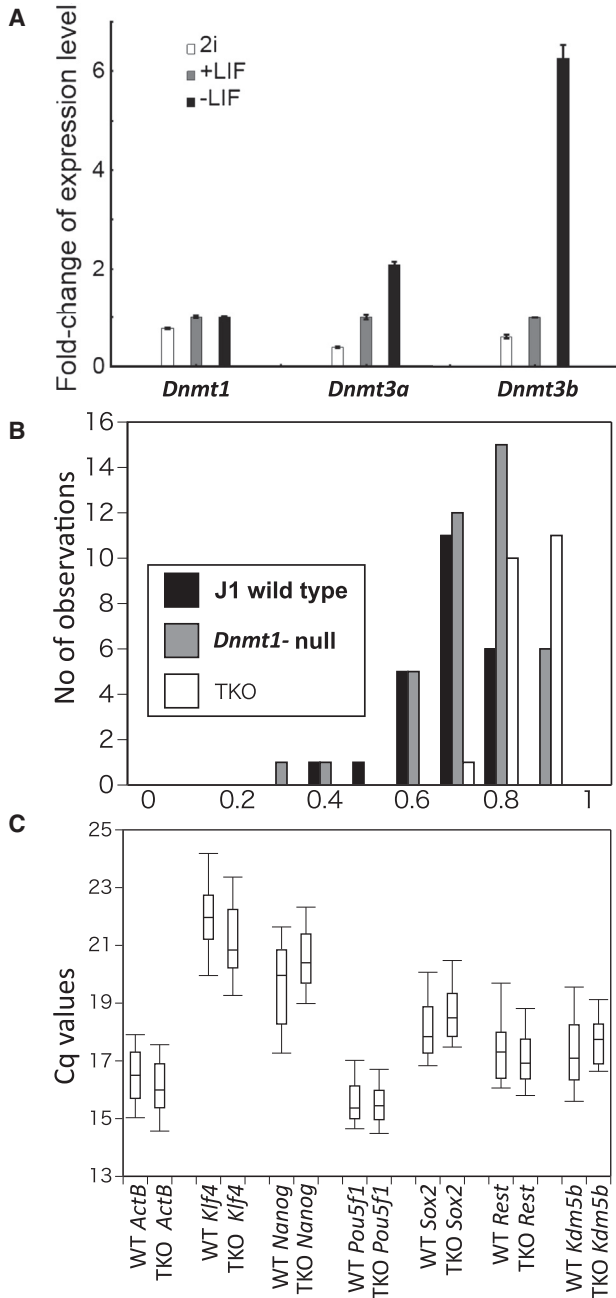 A
Fold-change of expression level
6
4
2
0
2i
+LIF
-LIF
Dnmt1
Dnmt3a
Dnmt3b
B
No of observations
16
14
12
10
8
6
4
2
0
J1 wild type
Dnmt1- null
TKO
0
0.2
0.4
0.6
0.8
1
C
Cq values
25
23
21
19
17
15
13
WT ActB
TKO ActB
WT Klf4
TKO Klf4
WT Nanog
TKO Nanog
WT Pou5f1
TKO Pou5f1
WT Sox2
TKO Sox2
WT Rest
TKO Rest
WT Kdm5b
TKO Kdm5b